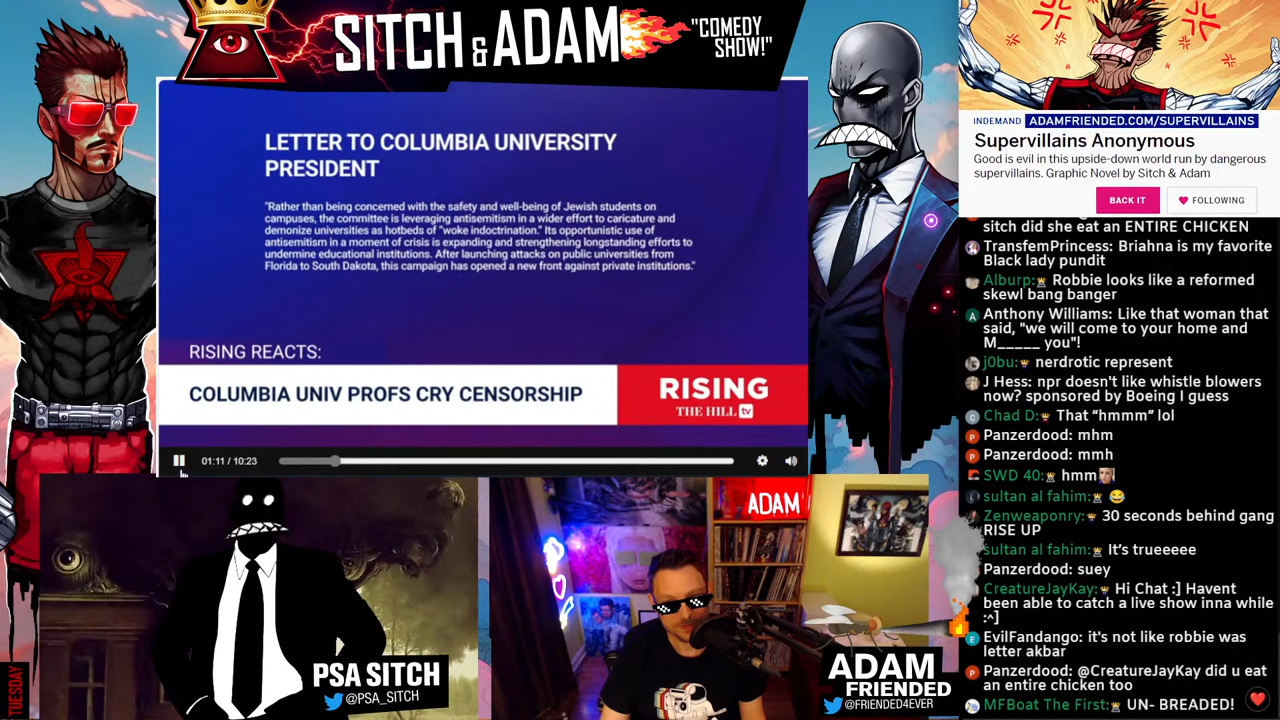 SITCH & ADAM
"COMEDY
SHOW!"
LETTER TO COLUMBIA UNIVERSITY
PRESIDENT
"Rather than being concerned with the safety and well-being of Jewish students on
campuses, the committee is leveraging antisemitism in a wider effort to caricature and
demonize universities as hotbeds of "woke indoctrination." Its opportunistic use of
antisemitism in a moment of crisis is expanding and strengthening longstanding efforts to
undermine educational institutions. After launching attacks on public universities from
Florida to South Dakota, this campaign has opened a new front against private institutions."
RISING REACTS:
COLUMBIA UNIV PROFS CRY CENSORSHIP
RISING
THE HILL tv
01:11 / 10:23
TUESDAY
PSA SITCH
@PSA_SITCH
ADAM
ADAM
FRIENDED
@FRIENDED4EVER
INDEMAND ADAMFRIENDED.COM/SUPERVILLAINS
Supervillains Anonymous
Good is evil in this upside-down world run by dangerous
supervillains. Graphic Novel by Sitch & Adam
BACK IT
FOLLOWING
sitch did she eat an ENTIRE CHICKEN
TransfemPrincess: Briahna is my favorite
Black lady pundit
Alburp: Robbie looks like a reformed
skewl bang banger
A Anthony Williams: Like that woman that
said, "we will come to your home and
M_____ you"!
j0bu: nerdrotic represent
J Hess: npr doesn't like whistle blowers
now? sponsored by Boeing I guess
C Chad D: That "hmmm" lol
P Panzerdood: mhm
P Panzerdood: mmh
SWD 40: hmm
sultan al fahim: 😂
Zenweaponry: 30 seconds behind gang
RISE UP
sultan al fahim: It's trueeeee
Panzerdood: suey
CreatureJayKay: Hi Chat :] Havent
been able to catch a live show inna while
:^]
E EvilFandango: it's not like robbie was
letter akbar
P Panzerdood: @CreatureJayKay did u eat
an entire chicken too
MFBoat The First: UN- BREADED!